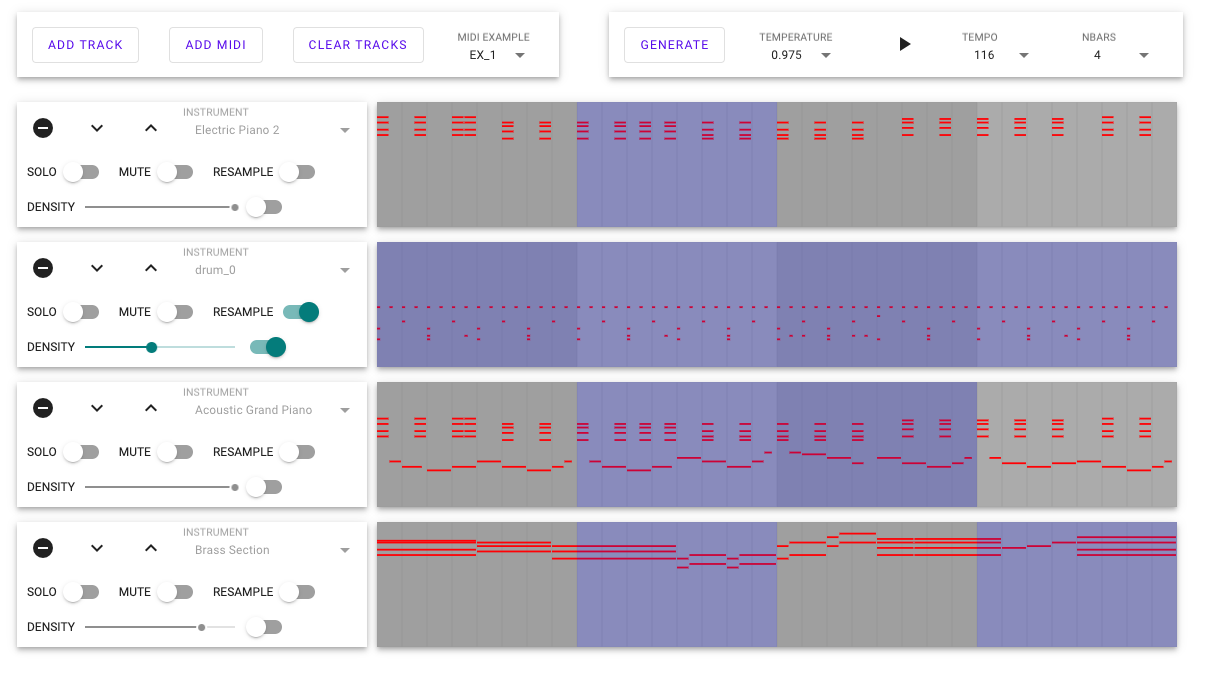 ADD TRACK ADD MIDI CLEAR TRACKS MIDI EXAMPLE EX_1
GENERATE TEMPERATURE 0.975 TEMPO 116 NBARS 4
INSTRUMENT
Electric Piano 2
SOLO MUTE RESAMPLE
DENSITY
INSTRUMENT
drum_0
SOLO MUTE RESAMPLE
DENSITY
INSTRUMENT
Acoustic Grand Piano
SOLO MUTE RESAMPLE
DENSITY
INSTRUMENT
Brass Section
SOLO MUTE RESAMPLE
DENSITY